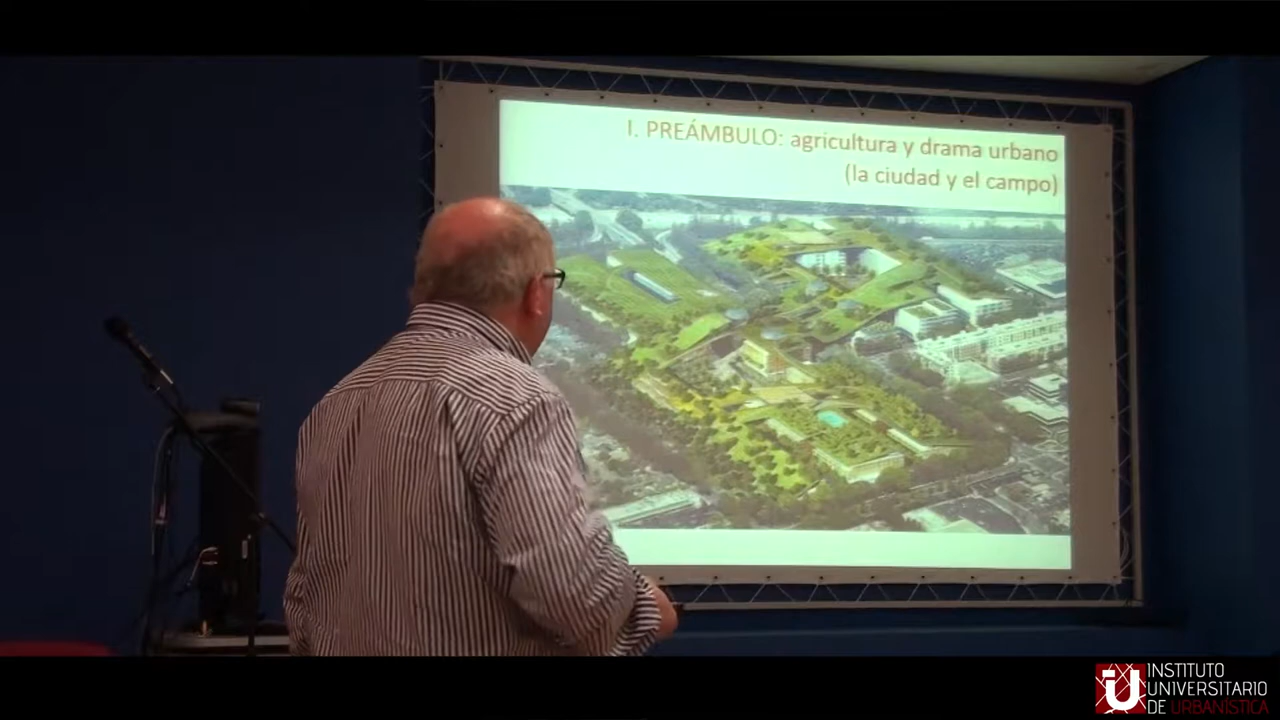 I. PREÁMBULO: agricultura y drama urbano
(la ciudad y el campo)
INSTITUTO
UNIVERSITARIO
DE URBANÍSTICA